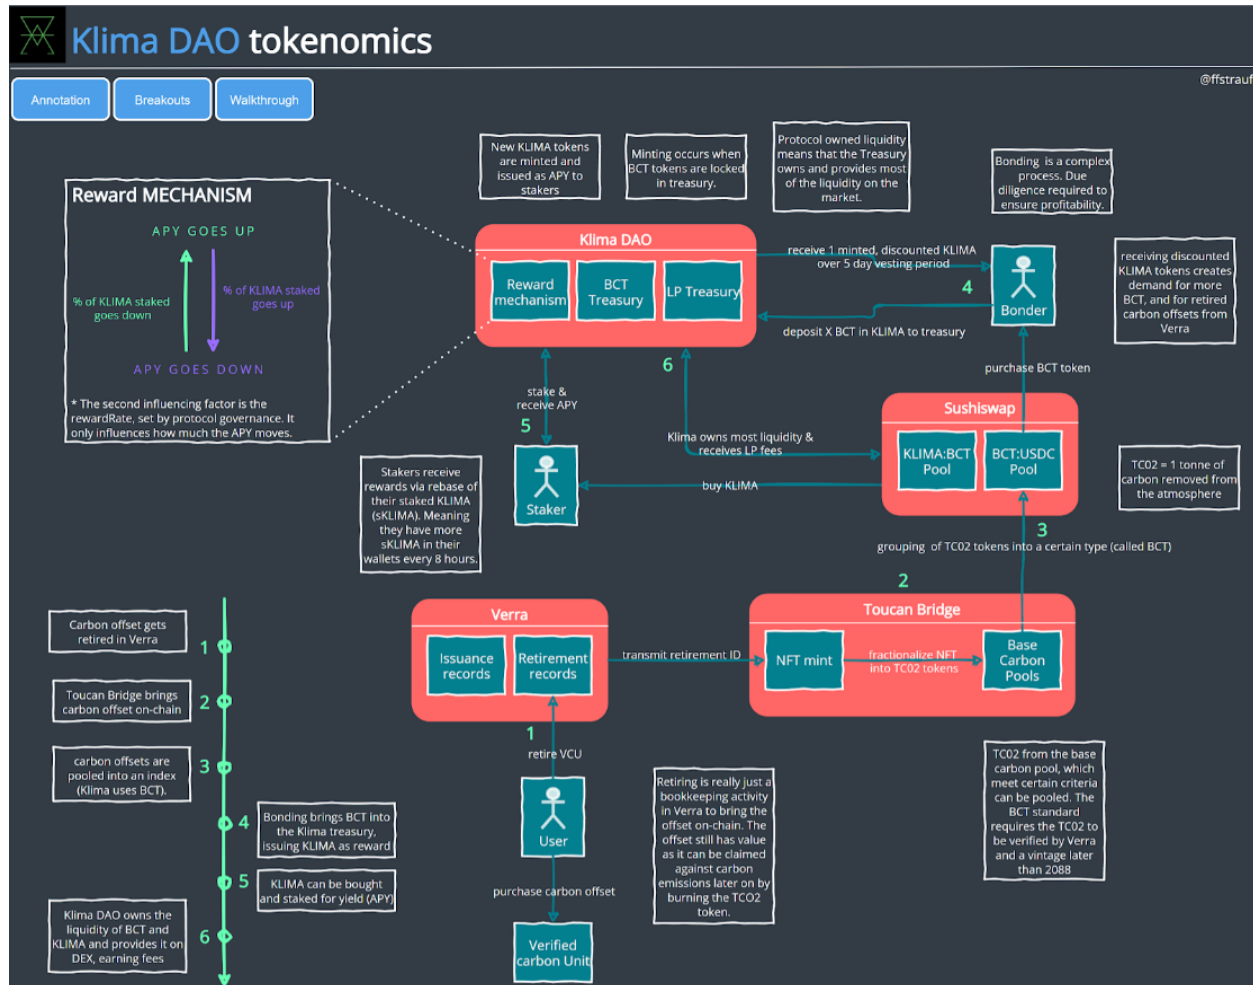 Klima DAO tokenomics
@ffstrauf
Annotation
Breakouts
Walkthrough
New KLIMA tokens
are minted and
issued as APY to
stakers
Minting occurs when
BCT tokens are locked
in treasury.
Protocol owned liquidity
means that the Treasury
owns and provides most
of the liquidity on the
market.
Bonding is a complex
process. Due
diligence required to
ensure profitability.
Reward MECHANISM
APY GOES UP
% of KLIMA staked
goes down
% of KLIMA staked
goes up
APY GOES DOWN
* The second influencing factor is the
rewardRate, set by protocol governance. It
only influences how much the APY moves.
Klima DAO
Reward
mechanism
BCT
Treasury
LP Treasury
receive 1 minted, discounted KLIMA
over 5 day vesting period
4
deposit X BCT in KLIMA to treasury
Bonder
receiving discounted
KLIMA tokens creates
demand for more
BCT, and for retired
carbon offsets from
Verra
6
purchase BCT token
stake &
receive APY
5
Sushiswap
KLIMA:BCT
Pool
BCT:USDC
Pool
Klima owns most liquidity &
receives LP fees
buy KLIMA
Staker
Stakers receive
rewards via rebase
of their staked KLIMA
(sKLIMA). Meaning
they have more
sKLIMA in their
wallets every 8 hours.
TC02 = 1 tonne of
carbon removed from
the atmosphere
3
grouping of TC02 tokens into a certain type (called BCT)
2
Verra
Issuance
records
Retirement
records
transmit retirement ID
Toucan Bridge
NFT mint
fractionalize NFT
into TC02 tokens
Base
Carbon
Pools
1
retire VCU
User
purchase carbon offset
Verified
carbon Unit
Retiring is really just a
bookkeeping activity
in Verra to bring the
offset on-chain. The
offset still has value
as it can be claimed
against carbon
emissions later on by
burning the TCO2
token.
TC02 from the base
carbon pool, which
meet certain criteria
can be pooled. The
BCT standard
requires the TC02 to
be verified by Verra
and a vintage later
than 2088
Carbon offset gets
retired in Verra
1
Toucan Bridge brings
carbon offset on-chain
2
carbon offsets are
pooled into an index
(Klima uses BCT).
3
4
Bonding brings BCT into
the Klima treasury,
issuing KLIMA as reward
5
KLIMA can be bought
and staked for yield (APY)
Klima DAO owns the
liquidity of BCT and
KLIMA and provides it on
DEX, earning fees
6